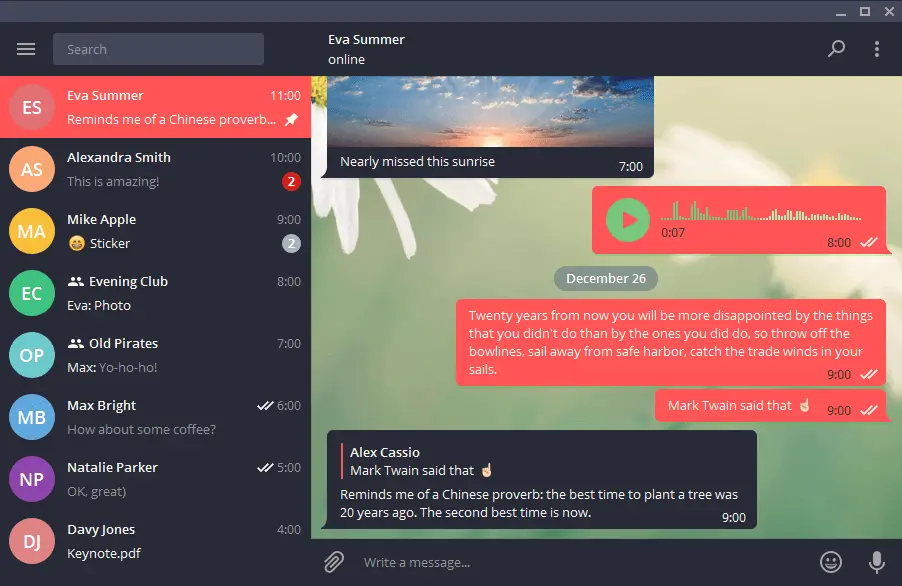 Search
Eva Summer
online
ES
Eva Summer
11:00
Reminds me of a Chinese proverb...
AS
Alexandra Smith
10:00
This is amazing!
2
MA
Mike Apple
9:00
😄 Sticker
2
EC
Evening Club
8:00
Eva: Photo
OP
Old Pirates
7:00
Max: Yo-ho-ho!
MB
Max Bright
6:00
How about some coffee?
NP
Natalie Parker
5:00
OK, great)
DJ
Davy Jones
4:00
Keynote.pdf
Nearly missed this sunrise
7:00
0:07
8:00
December 26
Twenty years from now you will be more disappointed by the things
that you didn't do than by the ones you did do, so throw off the
bowlines, sail away from safe harbor, catch the trade winds in your
sails.
9:00
Mark Twain said that ☝🏻
9:00
Alex Cassio
Mark Twain said that ☝🏻
Reminds me of a Chinese proverb: the best time to plant a tree was
20 years ago. The second best time is now.
9:00
Write a message...